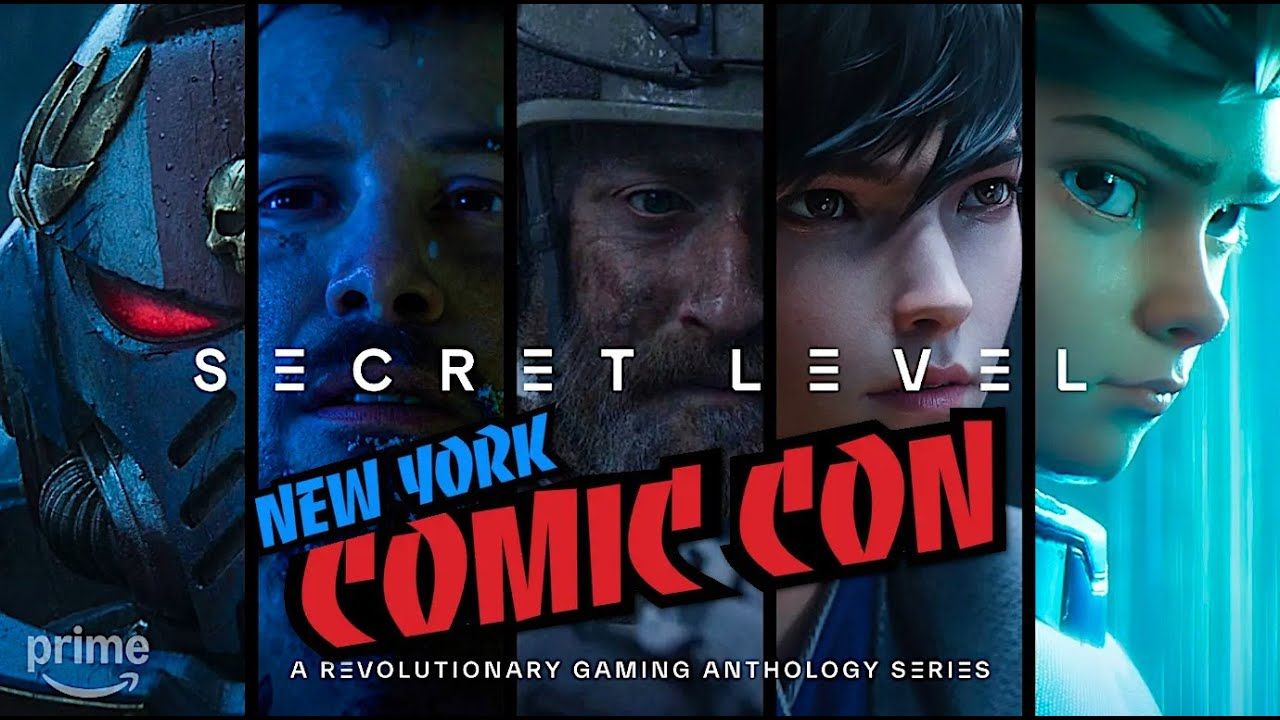 SECRET LEVEL
NEW YORK
COMIC CON
A REVOLUTIONARY GAMING ANTHOLOGY SERIES
prime